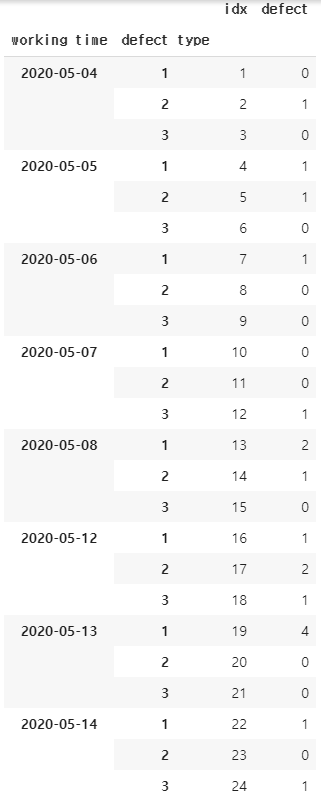 idx defect
working time defect type
2020-05-04 1 1 0
2 2 1
3 3 0
2020-05-05 1 4 1
2 5 1
3 6 0
2020-05-06 1 7 1
2 8 0
3 9 0
2020-05-07 1 10 0
2 11 0
3 12 1
2020-05-08 1 13 2
2 14 1
3 15 0
2020-05-12 1 16 1
2 17 2
3 18 1
2020-05-13 1 19 4
2 20 0
3 21 0
2020-05-14 1 22 1
2 23 0
3 24 1